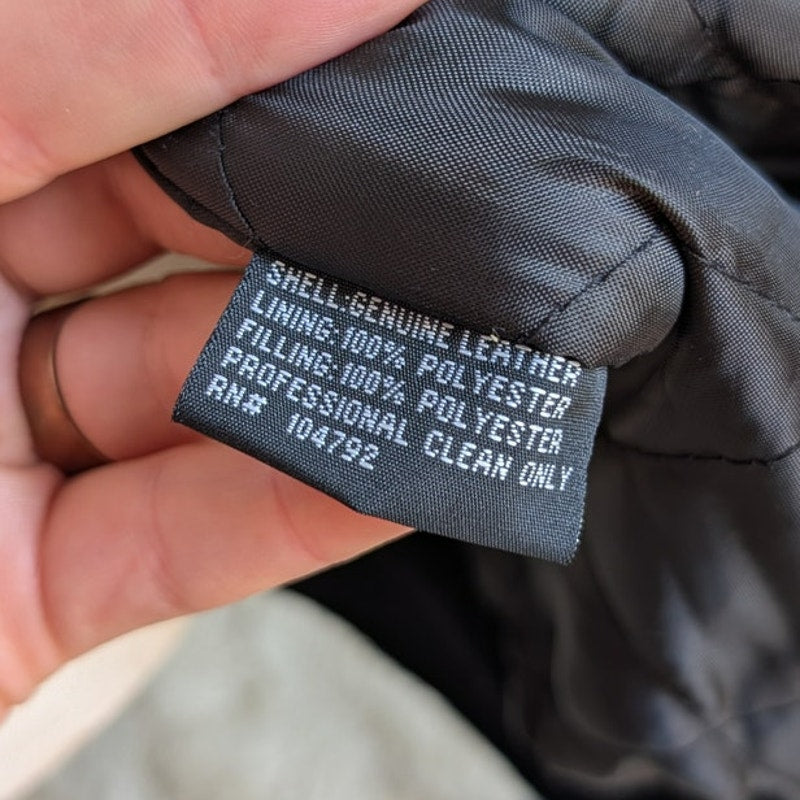 SHELL:GENUINE LEATHER
LINING:100% POLYESTER
FILLING:100% POLYESTER
PROFESSIONAL CLEAN ONLY
RN# 104792